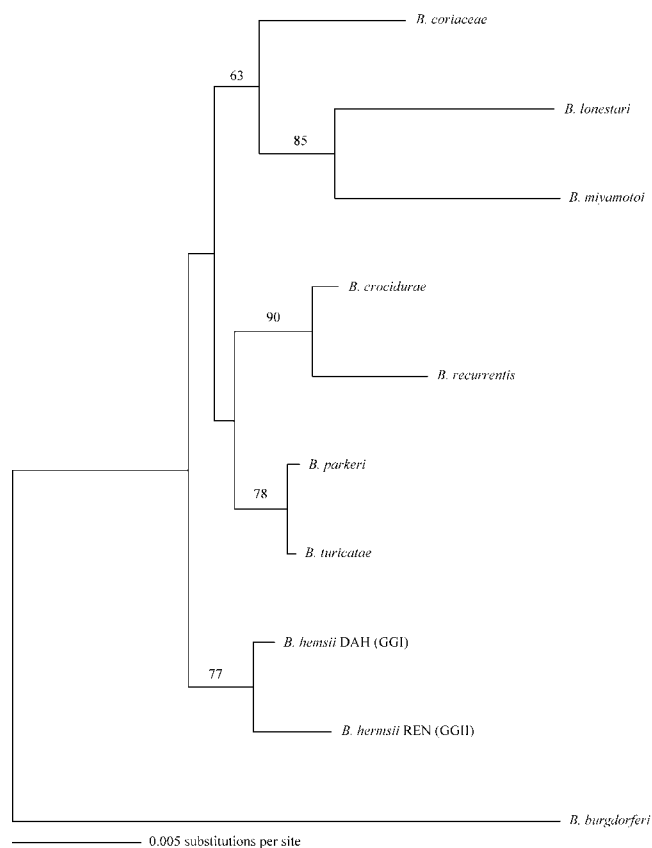 B. coriaceae
63
B. lonestari
85
B. miyamotoi
B. crocidurae
90
B. recurrentis
B. parkeri
78
B. turicatae
B. hemsii DAH (GGI)
77
B. hermsii REN (GGII)
B. burgdorferi
0.005 substitutions per site